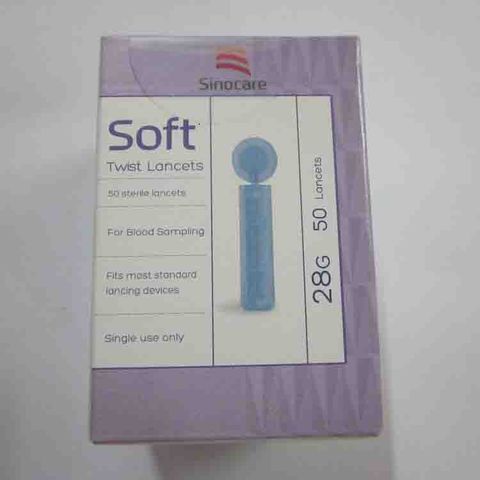 Sinocare
Soft
Twist Lancets
50 sterile lancets
For Blood Sampling
Fits most standard
lancing devices
Single use only
28G 50 Lancets